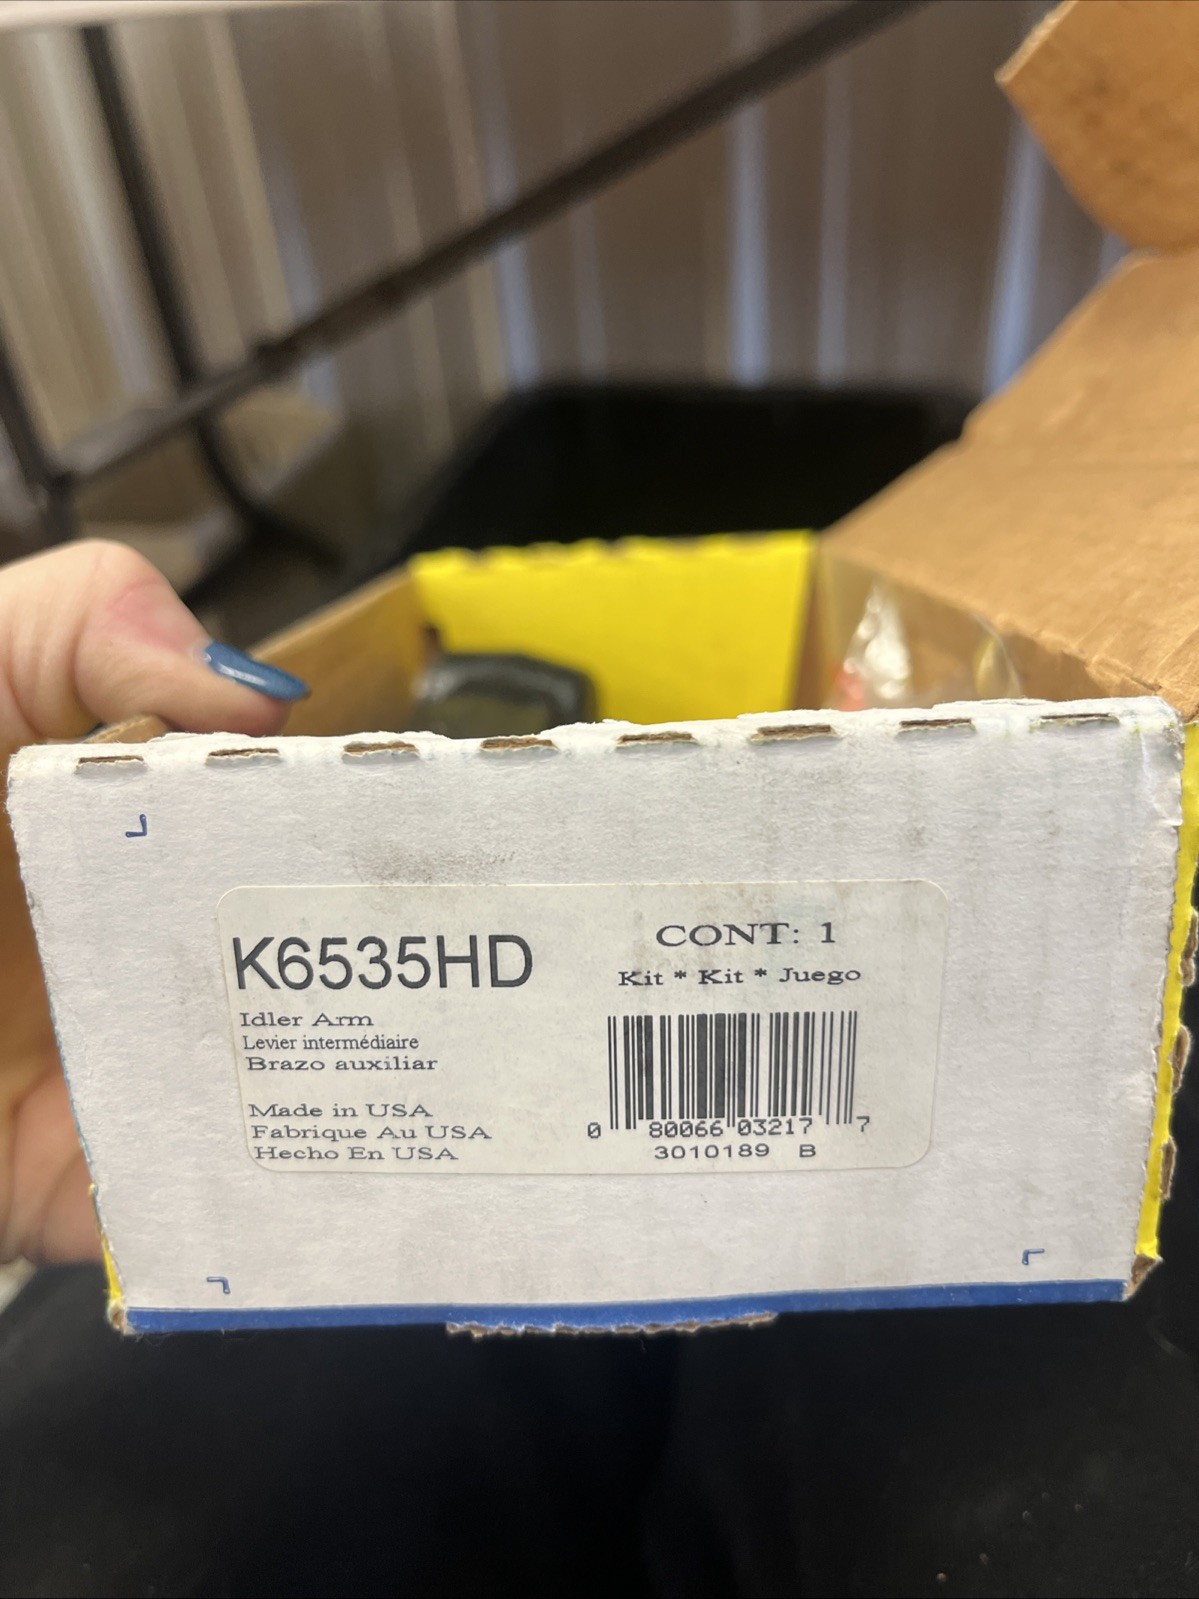 K6535HD
Idler Arm
Levier intermédiaire
Brazo auxiliar
Made in USA
Fabrique Au USA
Hecho En USA
CONT: 1
Kit * Kit * Juego
0 80066 03217 7
3010189 B